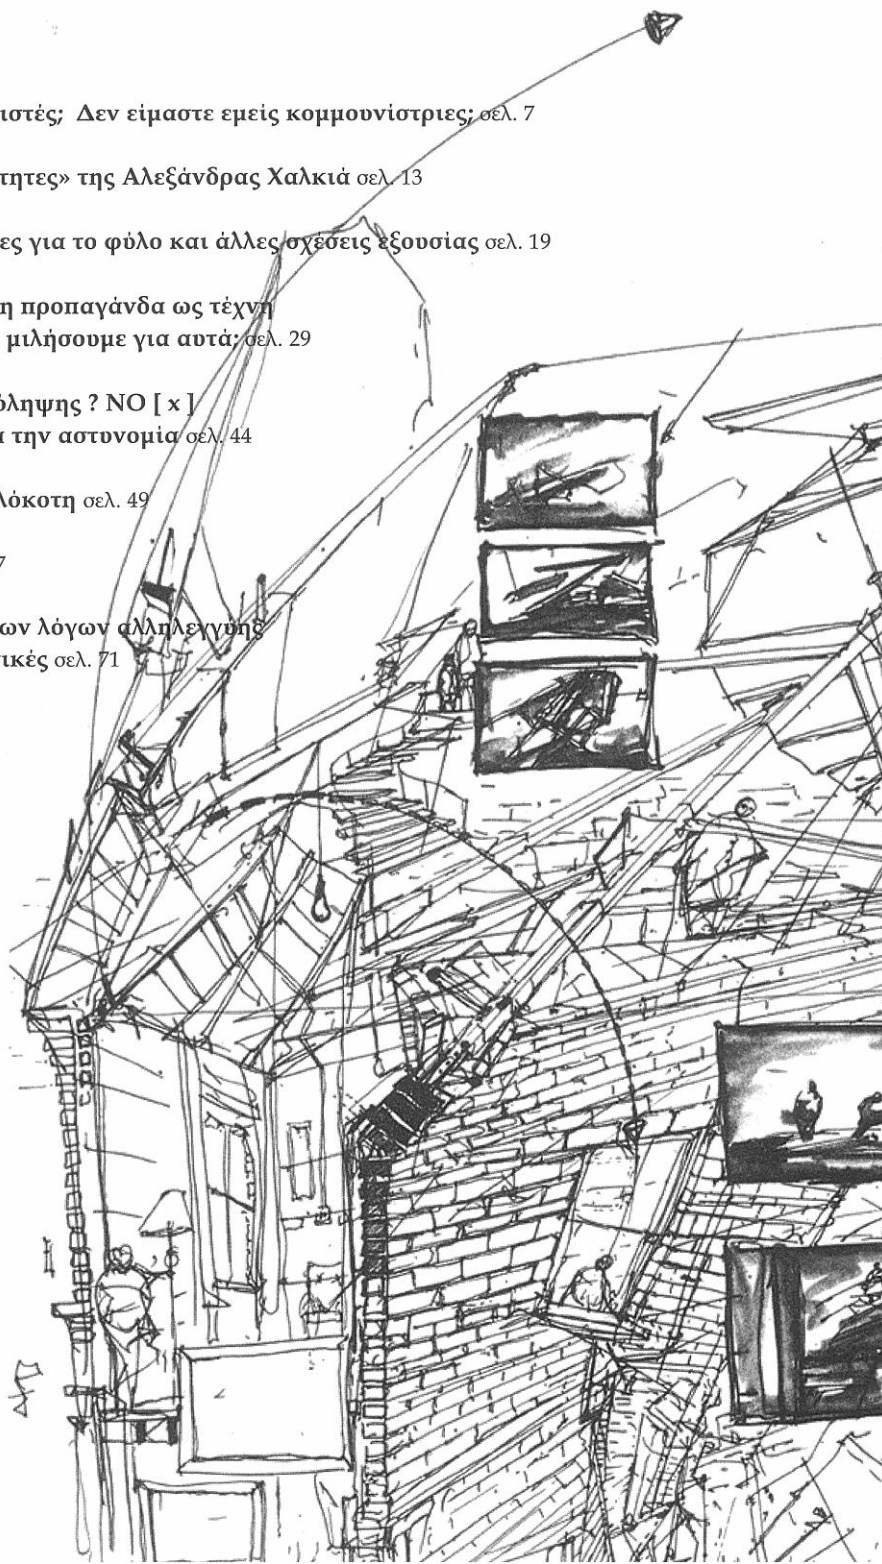 ιστές; Δεν είμαστε εμείς κομμουνίστριες; σελ. 7
τητες» της Αλεξάνδρας Χαλκιά σελ. 13
ες για το φύλο και άλλες σχέσεις εξουσίας σελ. 19
η προπαγάνδα ως τέχνη
μιλήσουμε για αυτά; σελ. 29
όληψης ? NO [ x ]
α την αστυνομία σελ. 44
λόκοτη σελ. 49
7
ων λόγων αλληλεγγύης
νικές σελ. 71